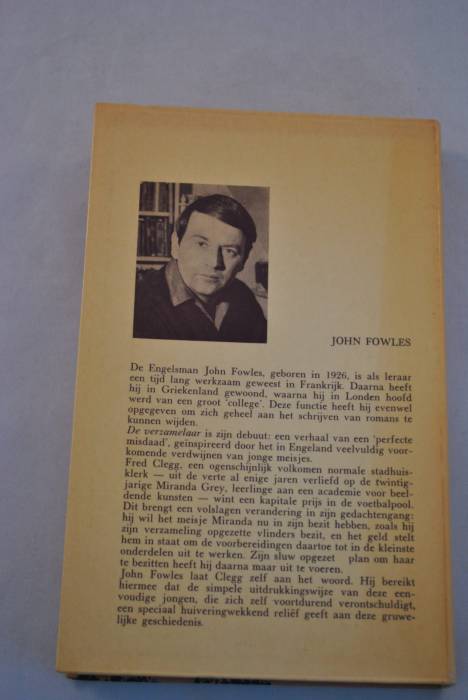 JOHN FOWLES
De Engelsman John Fowles, geboren in 1926, is als leraar
een tijd lang werkzaam geweest in Frankrijk. Daarna heeft
hij in Griekenland gewoond, waarna hij in Londen hoofd
werd van een groot 'college'. Deze functie heeft hij evenwel
opgegeven om zich geheel aan het schrijven van romans te
kunnen wijden.
De verzamelaar is zijn debuut: een verhaal van een 'perfecte
misdaad', geïnspireerd door het in Engeland veelvuldig voor-
komende verdwijnen van jonge meisjes.
Fred Clegg, een ogenschijnlijk volkomen normale stadhuis-
klerk — uit de verte al enige jaren verliefd op de twintig-
jarige Miranda Grey, leerlinge aan een academie voor beel-
dende kunsten — wint een kapitale prijs in de voetbalpool.
Dit brengt een volslagen verandering in zijn gedachtengang:
hij wil het meisje Miranda nu in zijn bezit hebben, zoals hij
zijn verzameling opgezette vlinders bezit, en het geld stelt
hem in staat om de voorbereidingen daartoe tot in de kleinste
onderdelen uit te werken. Zijn sluw opgezet plan om haar
te bezitten heeft hij daarna maar uit te voeren.
John Fowles laat Clegg zelf aan het woord. Hij bereikt
hiermee dat de simpele uitdrukkingswijze van deze een-
voudige jongen, die zich zelf voortdurend verontschuldigt,
een speciaal huiveringwekkend reliëf geeft aan deze gruwe-
lijke geschiedenis.